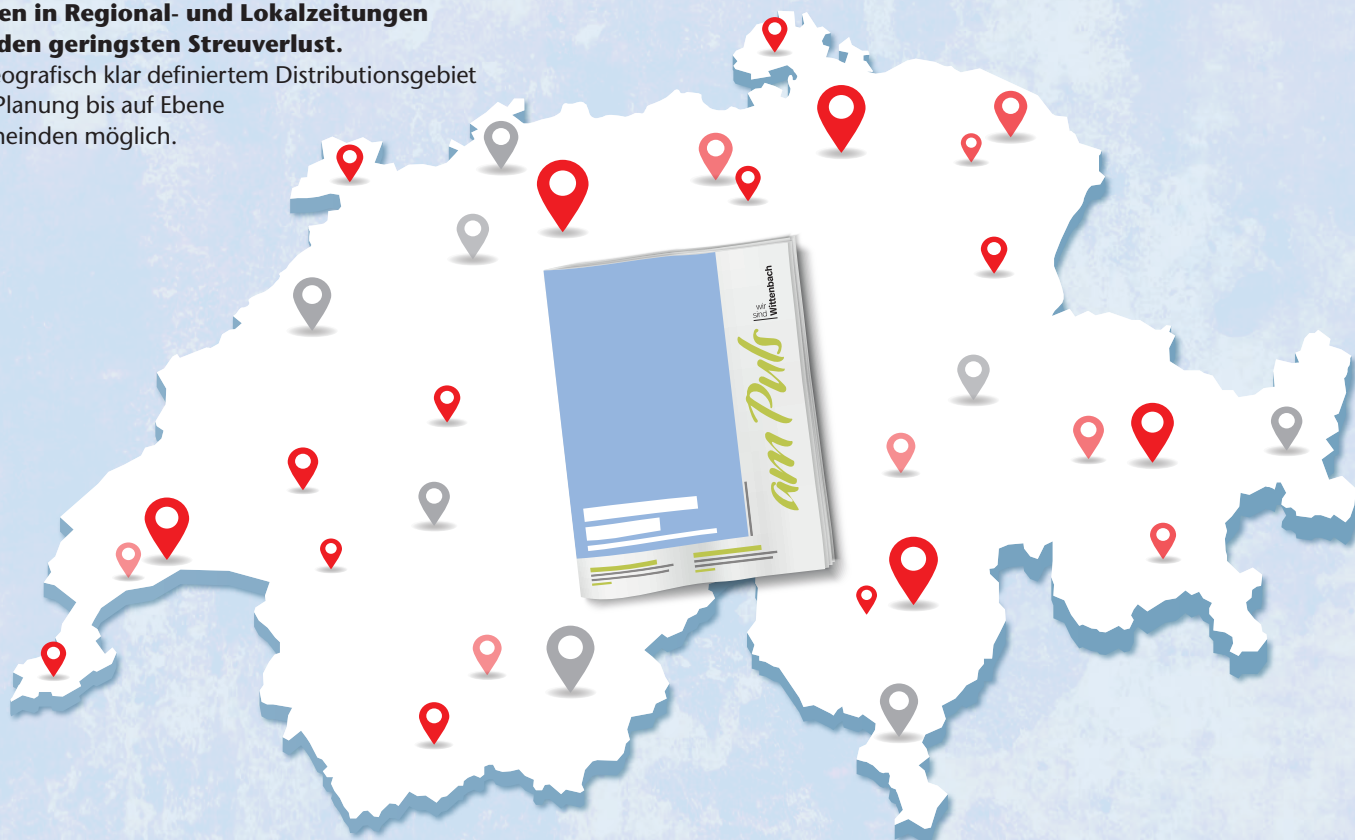 en in Regional- und Lokalzeitungen
den geringsten Streuverlust.
eografisch klar definiertem Distributionsgebiet
Planung bis auf Ebene
einden möglich.
wir
sind Wittenbach
am Puls